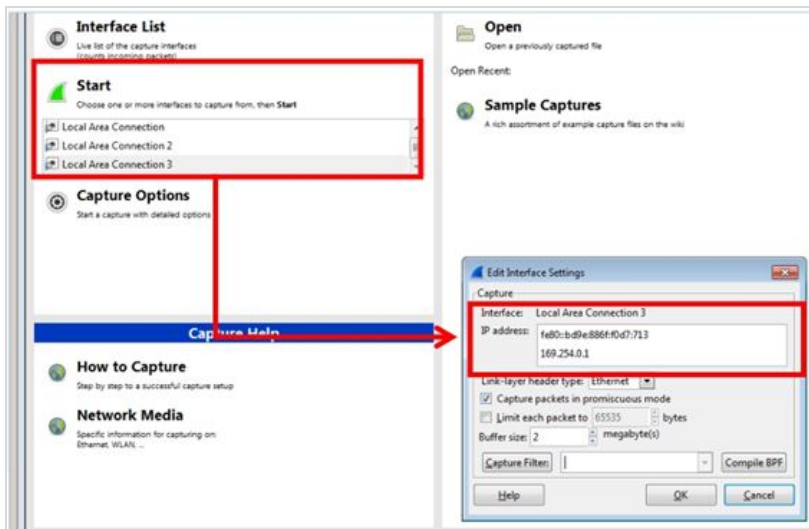 Interface List
Live list of the capture interfaces
(counts incoming packets)
Start
Choose one or more interfaces to capture from, then Start
Local Area Connection
Local Area Connection 2
Local Area Connection 3
Capture Options
Start a capture with detailed options
Capture Help
How to Capture
Step by step to a successful capture setup
Network Media
Specific information for capturing on:
Ethernet, WLAN, ...
Open
Open a previously captured file
Open Recent:
Sample Captures
A rich assortment of example capture files on the wiki
Edit Interface Settings
Capture
Interface: Local Area Connection 3
IP address: fe80::bd9e:886f:f0d7:713
169.254.0.1
Link-layer header type: Ethernet
Capture packets in promiscuous mode
Limit each packet to 65535 bytes
Buffer size: 2 megabyte(s)
Capture Filter: Compile BPF
Help OK Cancel